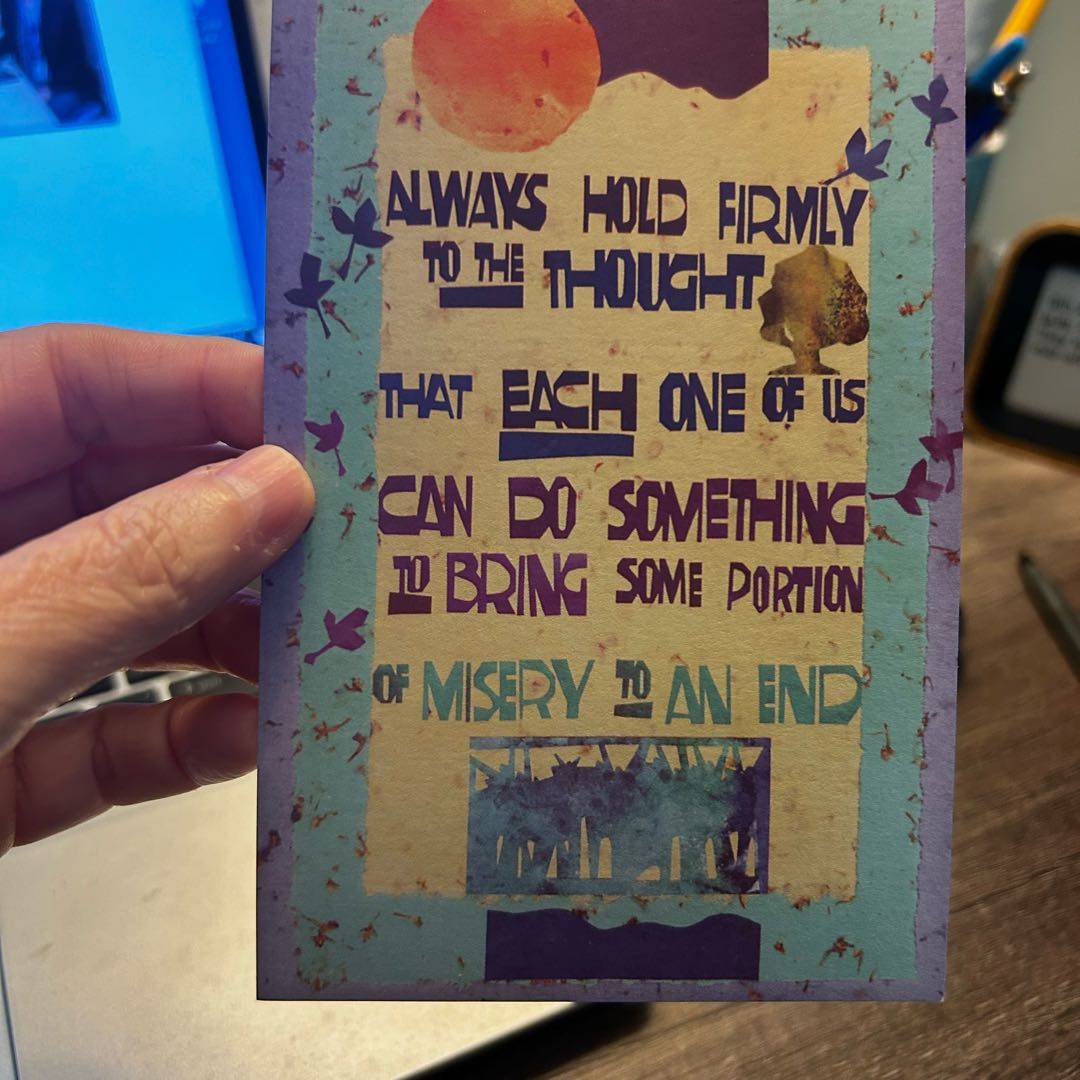 ALWAYS HOLD FIRMLY
TO THE THOUGHT
THAT EACH ONE OF US
CAN DO SOMETHING
TO BRING SOME PORTION
OF MISERY TO AN END